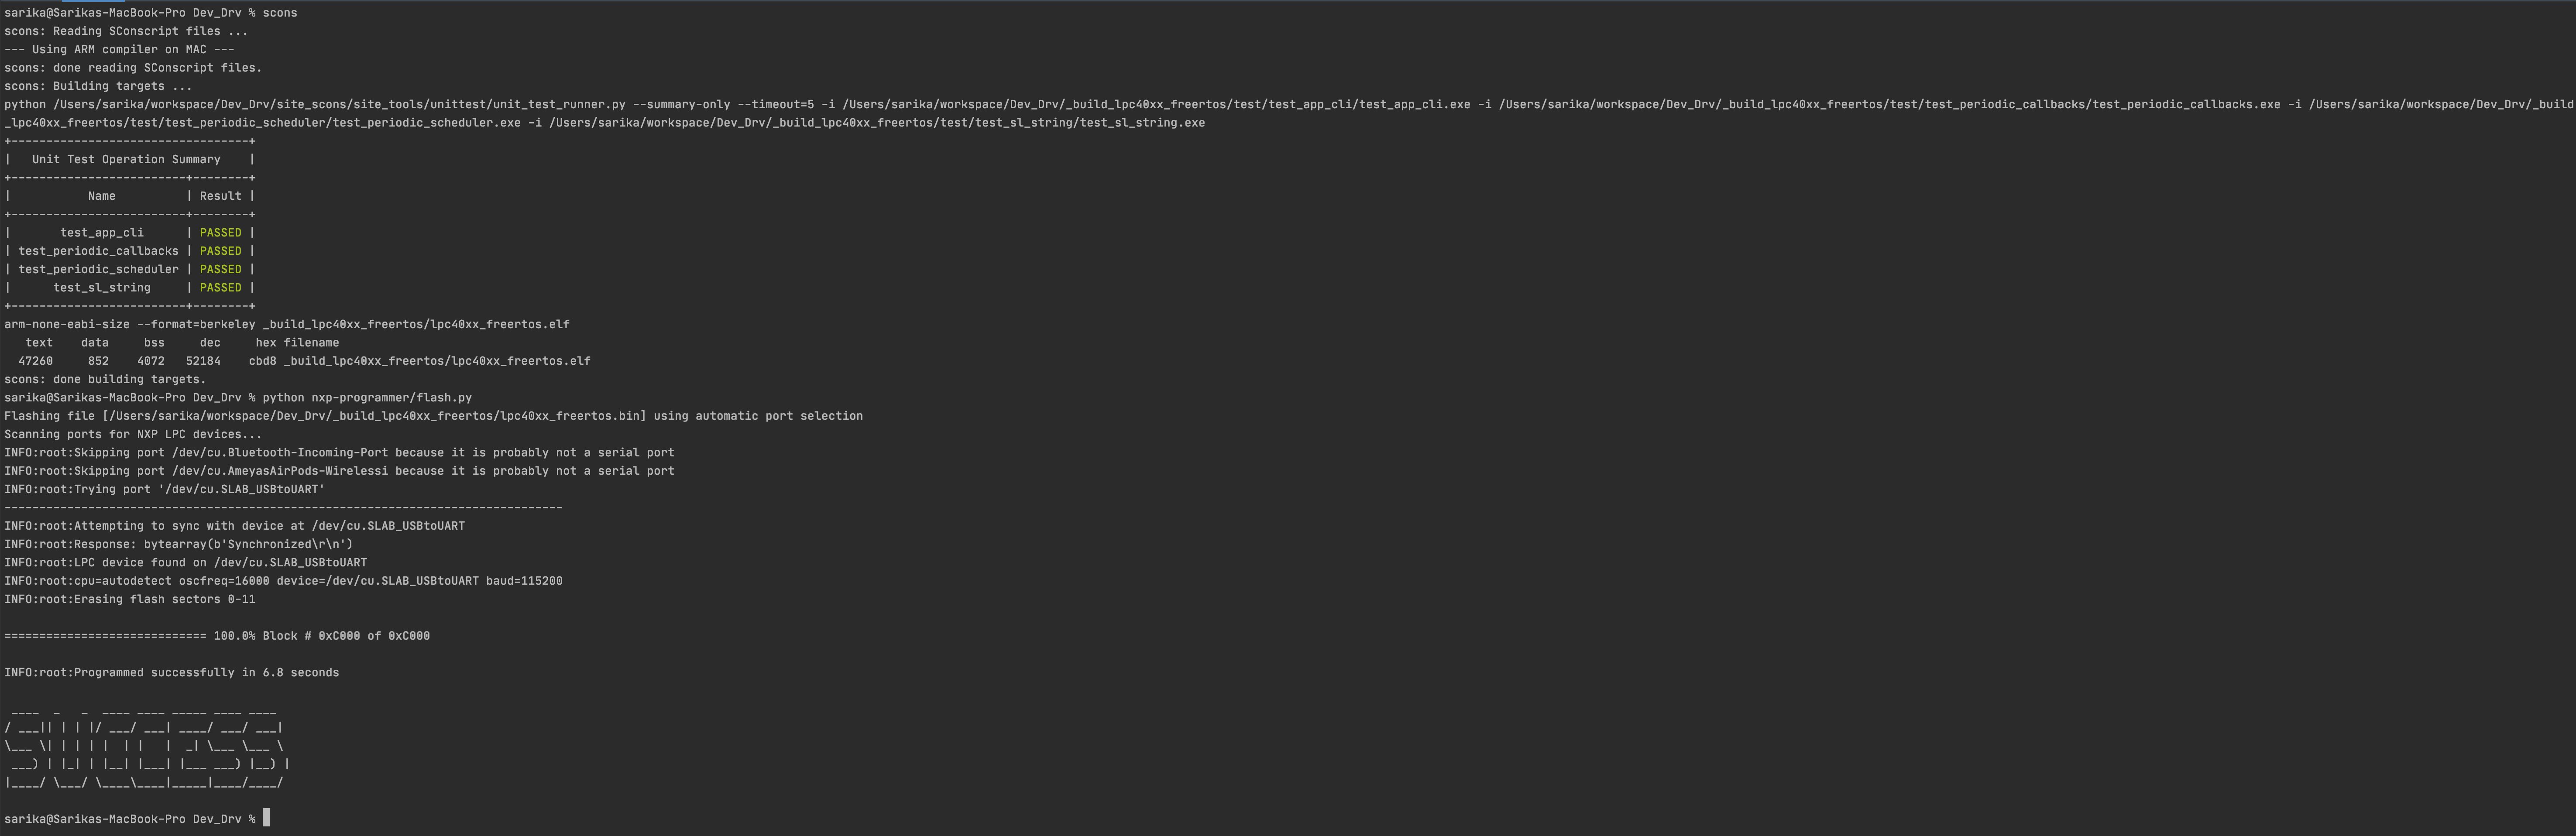 sarika@Sarikas-MacBook-Pro Dev_Drv % scons
scons: Reading SConscript files ...
--- Using ARM compiler on MAC ---
scons: done reading SConscript files.
scons: Building targets ...
python /Users/sarika/workspace/Dev_Drv/site_scons/site_tools/unittest/unit_test_runner.py --summary-only --timeout=5 -i /Users/sarika/workspace/Dev_Drv/_build_lpc40xx_freertos/test/test_app_cli/test_app_cli.exe -i /Users/sarika/workspace/Dev_Drv/_build_lpc40xx_freertos/test/test_periodic_callbacks/test_periodic_callbacks.exe -i /Users/sarika/workspace/Dev_Drv/_build
_lpc40xx_freertos/test/test_periodic_scheduler/test_periodic_scheduler.exe -i /Users/sarika/workspace/Dev_Drv/_build_lpc40xx_freertos/test/test_sl_string/test_sl_string.exe
+----------------------------------+
|   Unit Test Operation Summary    |
+-------------------------+--------+
|           Name          | Result |
+-------------------------+--------+
|       test_app_cli      | PASSED |
| test_periodic_callbacks | PASSED |
| test_periodic_scheduler | PASSED |
|      test_sl_string     | PASSED |
+-------------------------+--------+
arm-none-eabi-size --format=berkeley _build_lpc40xx_freertos/lpc40xx_freertos.elf
   text    data     bss     dec     hex filename
  47260     852    4072   52184    cbd8 _build_lpc40xx_freertos/lpc40xx_freertos.elf
scons: done building targets.
sarika@Sarikas-MacBook-Pro Dev_Drv % python nxp-programmer/flash.py
Flashing file [/Users/sarika/workspace/Dev_Drv/_build_lpc40xx_freertos/lpc40xx_freertos.bin] using automatic port selection
Scanning ports for NXP LPC devices...
INFO:root:Skipping port /dev/cu.Bluetooth-Incoming-Port because it is probably not a serial port
INFO:root:Skipping port /dev/cu.AmeyasAirPods-Wirelessi because it is probably not a serial port
INFO:root:Trying port '/dev/cu.SLAB_USBtoUART'
--------------------------------------------------------------------------------
INFO:root:Attempting to sync with device at /dev/cu.SLAB_USBtoUART
INFO:root:Response: bytearray(b'Synchronized\r\n')
INFO:root:LPC device found on /dev/cu.SLAB_USBtoUART
INFO:root:cpu=autodetect oscfreq=16000 device=/dev/cu.SLAB_USBtoUART baud=115200
INFO:root:Erasing flash sectors 0-11
============================= 100.0% Block # 0xC000 of 0xC000
INFO:root:Programmed successfully in 6.8 seconds
SUCCESS
sarika@Sarikas-MacBook-Pro Dev_Drv %